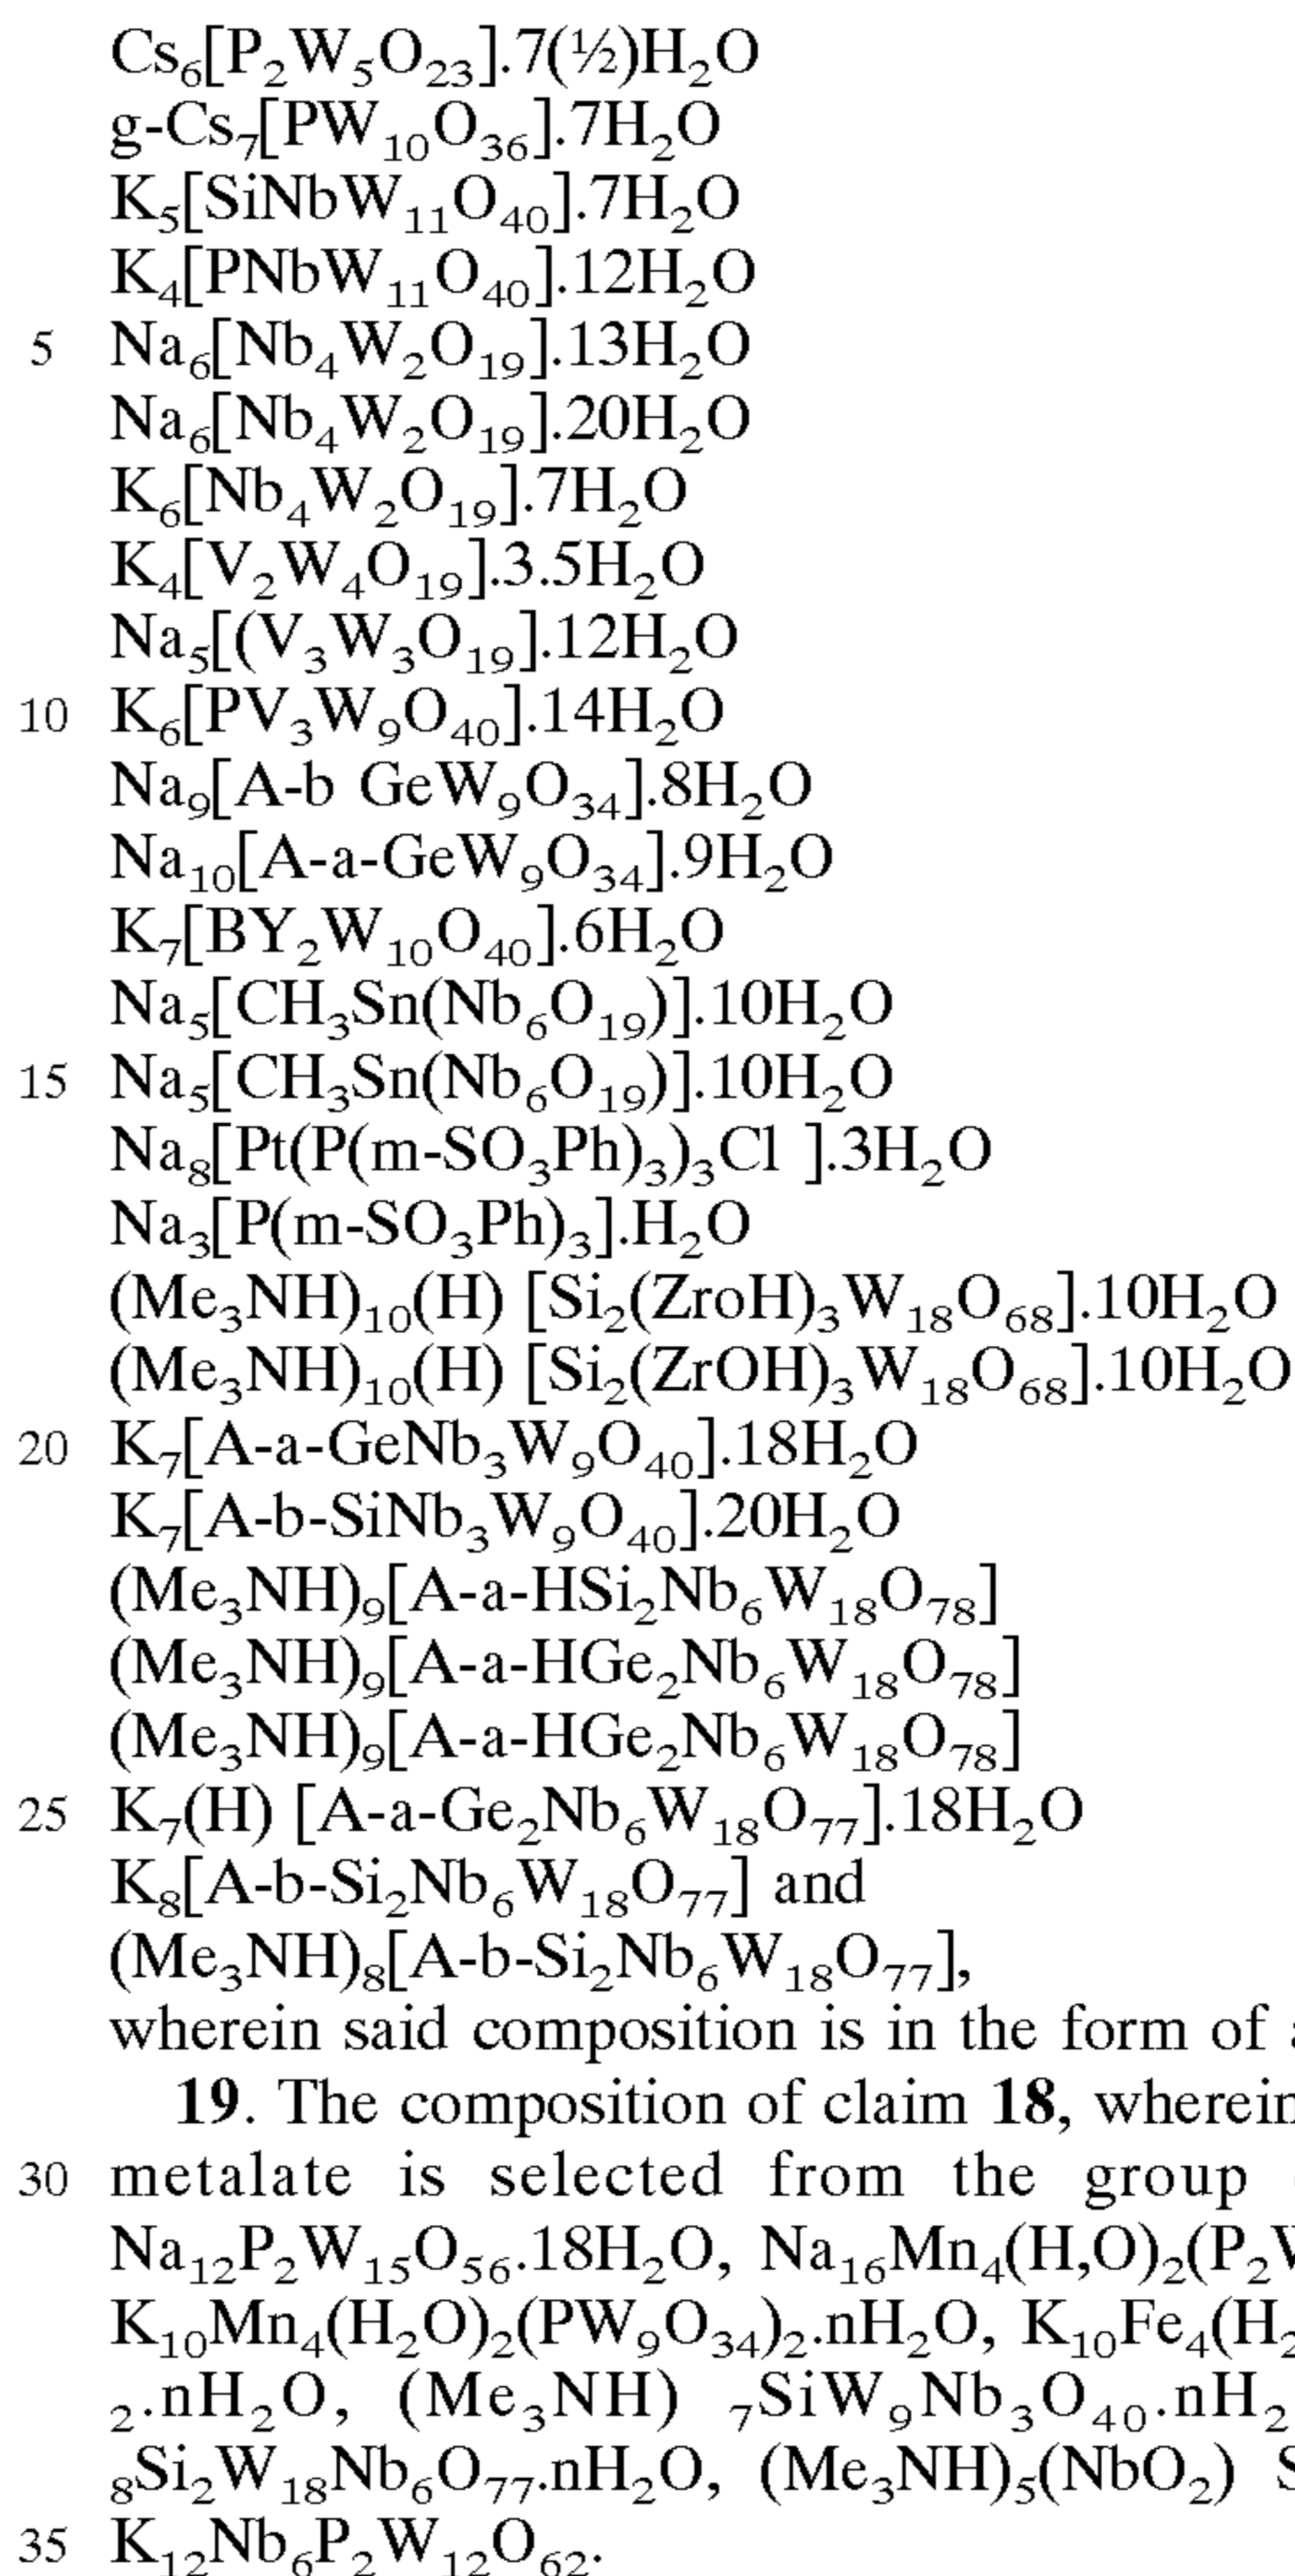 Cs₆[P₂W₅O₂₃].7(½)H₂O
g-Cs₇[PW₁₀O₃₆].7H₂O
K₅[SiNbW₁₁O₄₀].7H₂O
K₄[PNbW₁₁O₄₀].12H₂O
5 Na₆[Nb₄W₂O₁₉].13H₂O
Na₆[Nb₄W₂O₁₉].20H₂O
K₆[Nb₄W₂O₁₉].7H₂O
K₄[V₂W₄O₁₉].3.5H₂O
Na₅[(V₃W₃O₁₉].12H₂O
10 K₆[PV₃W₉O₄₀].14H₂O
Na₉[A-b GeW₉O₃₄].8H₂O
Na₁₀[A-a-GeW₉O₃₄].9H₂O
K₇[BY₂W₁₀O₄₀].6H₂O
Na₅[CH₃Sn(Nb₆O₁₉)].10H₂O
15 Na₅[CH₃Sn(Nb₆O₁₉)].10H₂O
Na₈[Pt(P(m-SO₃Ph)₃)₃Cl ].3H₂O
Na₃[P(m-SO₃Ph)₃].H₂O
(Me₃NH)₁₀(H) [Si₂(ZroH)₃W₁₈O₆₈].10H₂O
(Me₃NH)₁₀(H) [Si₂(ZrOH)₃W₁₈O₆₈].10H₂O
20 K₇[A-a-GeNb₃W₉O₄₀].18H₂O
K₇[A-b-SiNb₃W₉O₄₀].20H₂O
(Me₃NH)₉[A-a-HSi₂Nb₆W₁₈O₇₈]
(Me₃NH)₉[A-a-HGe₂Nb₆W₁₈O₇₈]
(Me₃NH)₉[A-a-HGe₂Nb₆W₁₈O₇₈]
25 K₇(H) [A-a-Ge₂Nb₆W₁₈O₇₇].18H₂O
K₈[A-b-Si₂Nb₆W₁₈O₇₇] and
(Me₃NH)₈[A-b-Si₂Nb₆W₁₈O₇₇],
wherein said composition is in the form of
19. The composition of claim 18, wherein
30 metalate is selected from the group
Na₁₂P₂W₁₅O₅₆.18H₂O, Na₁₆Mn₄(H,O)₂(P₂
K₁₀Mn₄(H₂O)₂(PW₉O₃₄)₂.nH₂O, K₁₀Fe₄(H₂
₂.nH₂O, (Me₃NH) ₇SiW₉Nb₃O₄₀.nH₂
₈Si₂W₁₈Nb₆O₇₇.nH₂O, (Me₃NH)₅(NbO₂)
35 K₁₂Nb₆P₂W₁₂O₆₂.